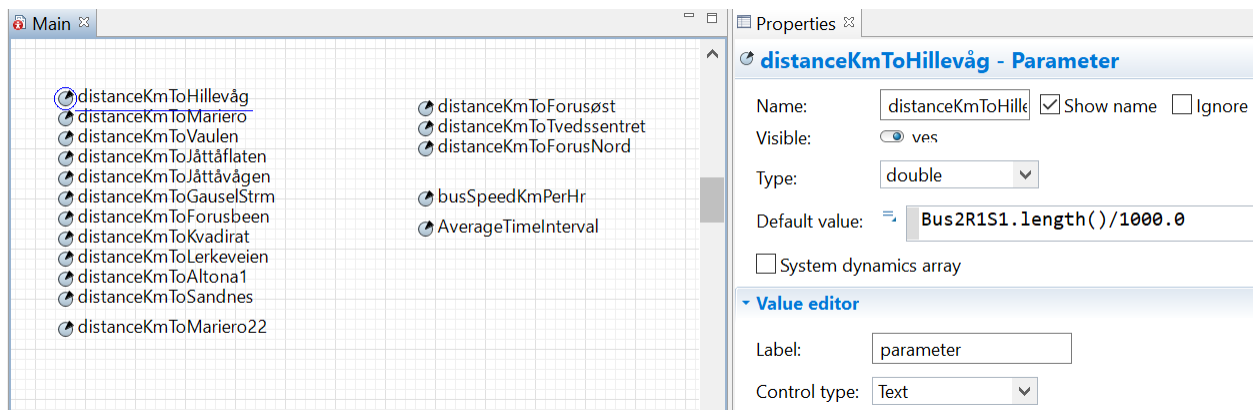 Main
distanceKmToHillevåg
distanceKmToMariero
distanceKmToVaulen
distanceKmToJåttåflaten
distanceKmToJåttåvågen
distanceKmToGauselStrm
distanceKmToForusbeen
distanceKmToKvadirat
distanceKmToLerkeveien
distanceKmToAltona1
distanceKmToSandnes
distanceKmToMariero22
distanceKmToForusøst
distanceKmToTvedssentret
distanceKmToForusNord
busSpeedKmPerHr
AverageTimeInterval
Properties
distanceKmToHillevåg - Parameter
Name: distanceKmToHille Show name Ignore
Visible: yes
Type: double
Default value: Bus2R1S1.length()/1000.0
System dynamics array
Value editor
Label: parameter
Control type: Text